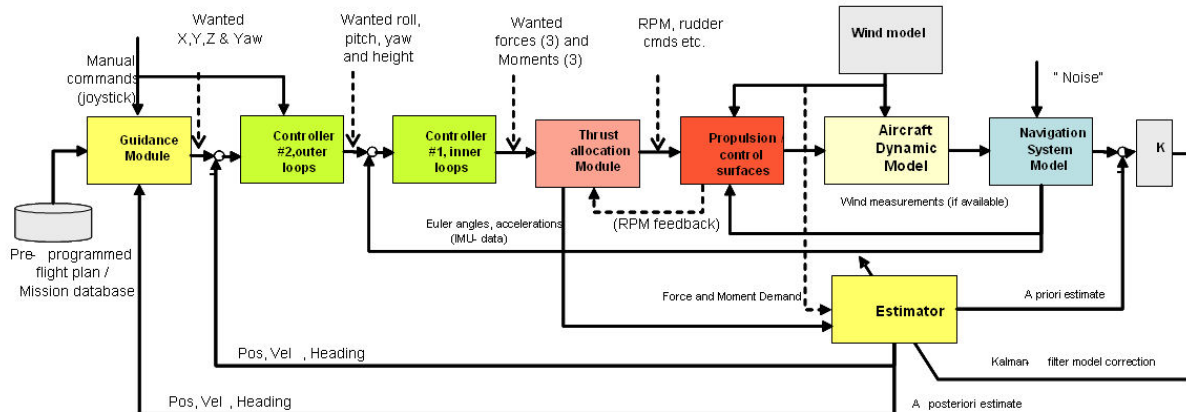 Wanted
X,Y,Z & Yaw
Wanted roll,
pitch, yaw
and height
Wanted
forces (3) and
Moments (3)
RPM, rudder
cmds etc.
Wind model
Manual
commands
(joystick)
" Noise"
Guidance
Module
Controller
#2,outer
loops
Controller
#1, inner
loops
Thrust
allocation
Module
Propulsion /
control
surfaces
Aircraft
Dynamic
Model
Navigation
System
Model
K
Wind measurements (if available)
Euler angles, accelerations
(IMU- data)
(RPM feedback)
Pre- programmed
flight plan /
Mission database
Force and Moment Demand
Estimator
A priori estimate
Pos, Vel , Heading
Kalman- filter model correction
Pos, Vel , Heading
A posteriori estimate